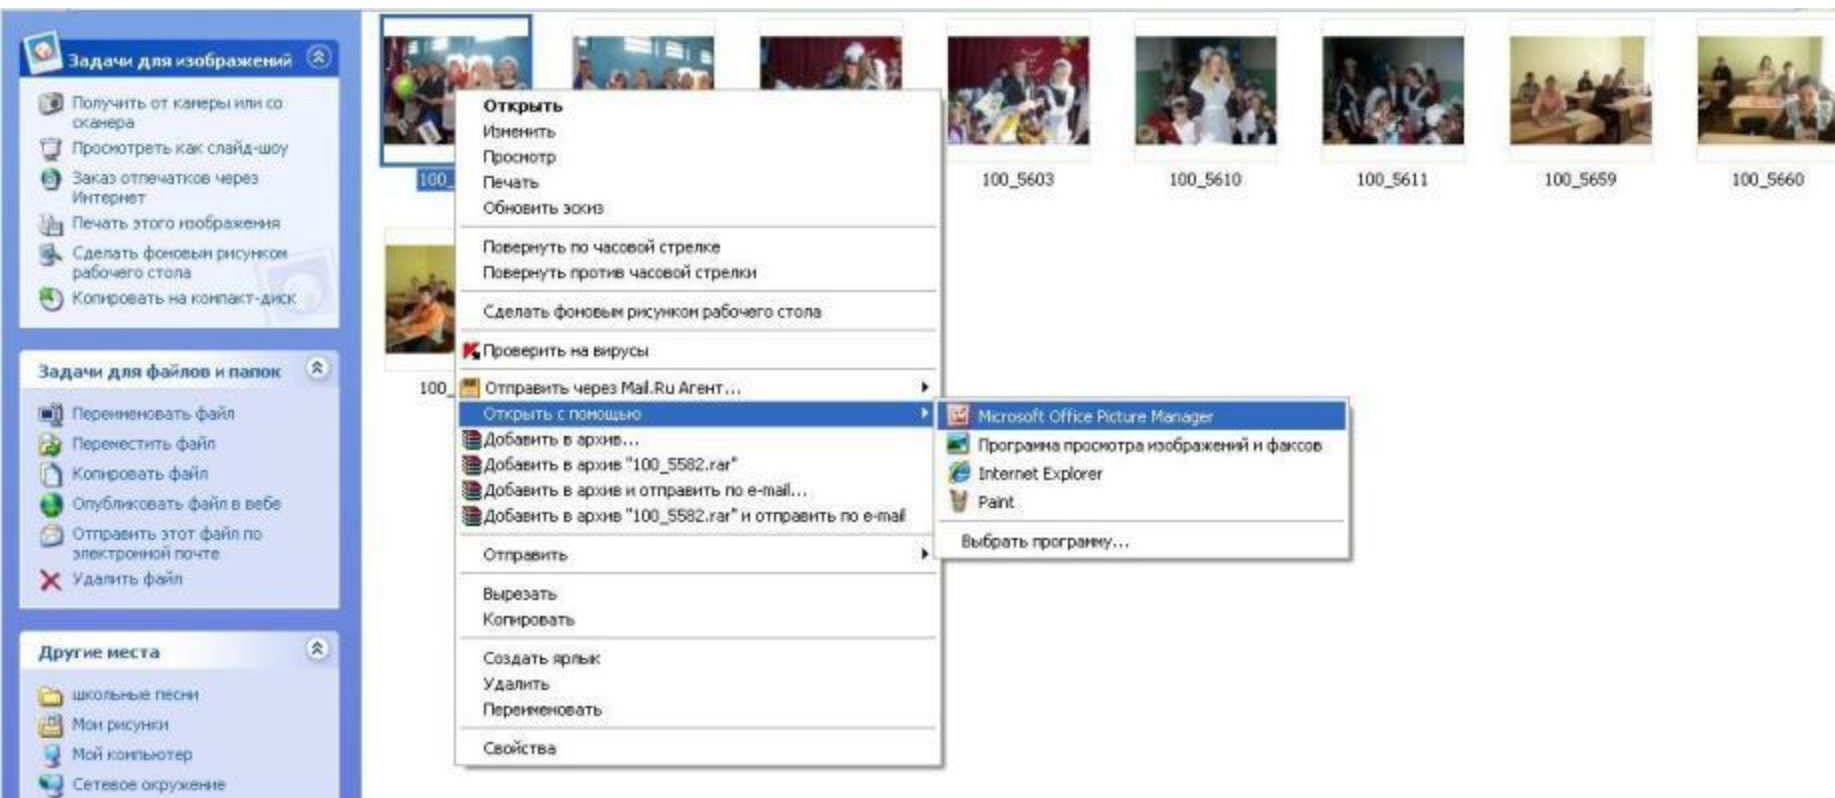 Задачи для изображений
Получить от камеры или со
сканера
Просмотреть как слайд-шоу
Заказ отпечатков через
Интернет
Печать этого изображения
Сделать фоновым рисунком
рабочего стола
Копировать на компакт-диск
Задачи для файлов и папок
Переименовать файл
Переместить файл
Копировать файл
Опубликовать файл в вебе
Отправить этот файл по
электронной почте
Удалить файл
Другие места
школьные песни
Мои рисунки
Мой компьютер
Сетевое окружение
100_
100_5603
100_5610
100_5611
100_5659
100_5660
100_
Открыть
Изменить
Просмотр
Печать
Обновить эскиз
Повернуть по часовой стрелке
Повернуть против часовой стрелки
Сделать фоновым рисунком рабочего стола
Проверить на вирусы
Отправить через Mail.Ru Агент...
Открыть с помощью
Добавить в архив...
Добавить в архив "100_5582.rar"
Добавить в архив и отправить по e-mail...
Добавить в архив "100_5582.rar" и отправить по e-mail
Отправить
Вырезать
Копировать
Создать ярлык
Удалить
Переименовать
Свойства
Microsoft Office Picture Manager
Программа просмотра изображений и факсов
Internet Explorer
Paint
Выбрать программу...